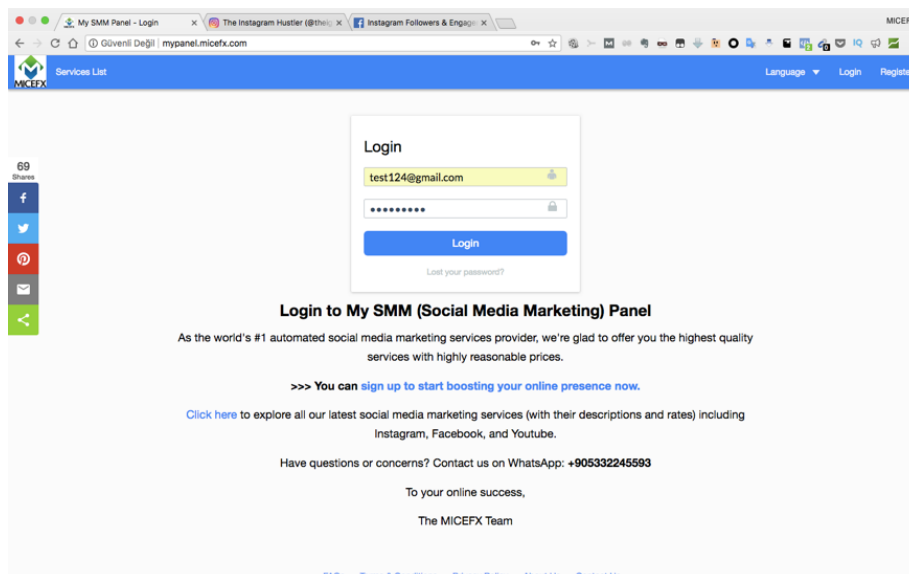 My SMM Panel - Login
The Instagram Hustler (@theig
Instagram Followers & Engage
MICEF
Güvenli Değil
mypanel.micefx.com
MICEFX
Services List
Language
Login
Registe
69
Shares
Login
test124@gmail.com
Login
Lost your password?
Login to My SMM (Social Media Marketing) Panel
As the world's #1 automated social media marketing services provider, we're glad to offer you the highest quality
services with highly reasonable prices.
>>> You can sign up to start boosting your online presence now.
Click here to explore all our latest social media marketing services (with their descriptions and rates) including
Instagram, Facebook, and Youtube.
Have questions or concerns? Contact us on WhatsApp: +905332245593
To your online success,
The MICEFX Team